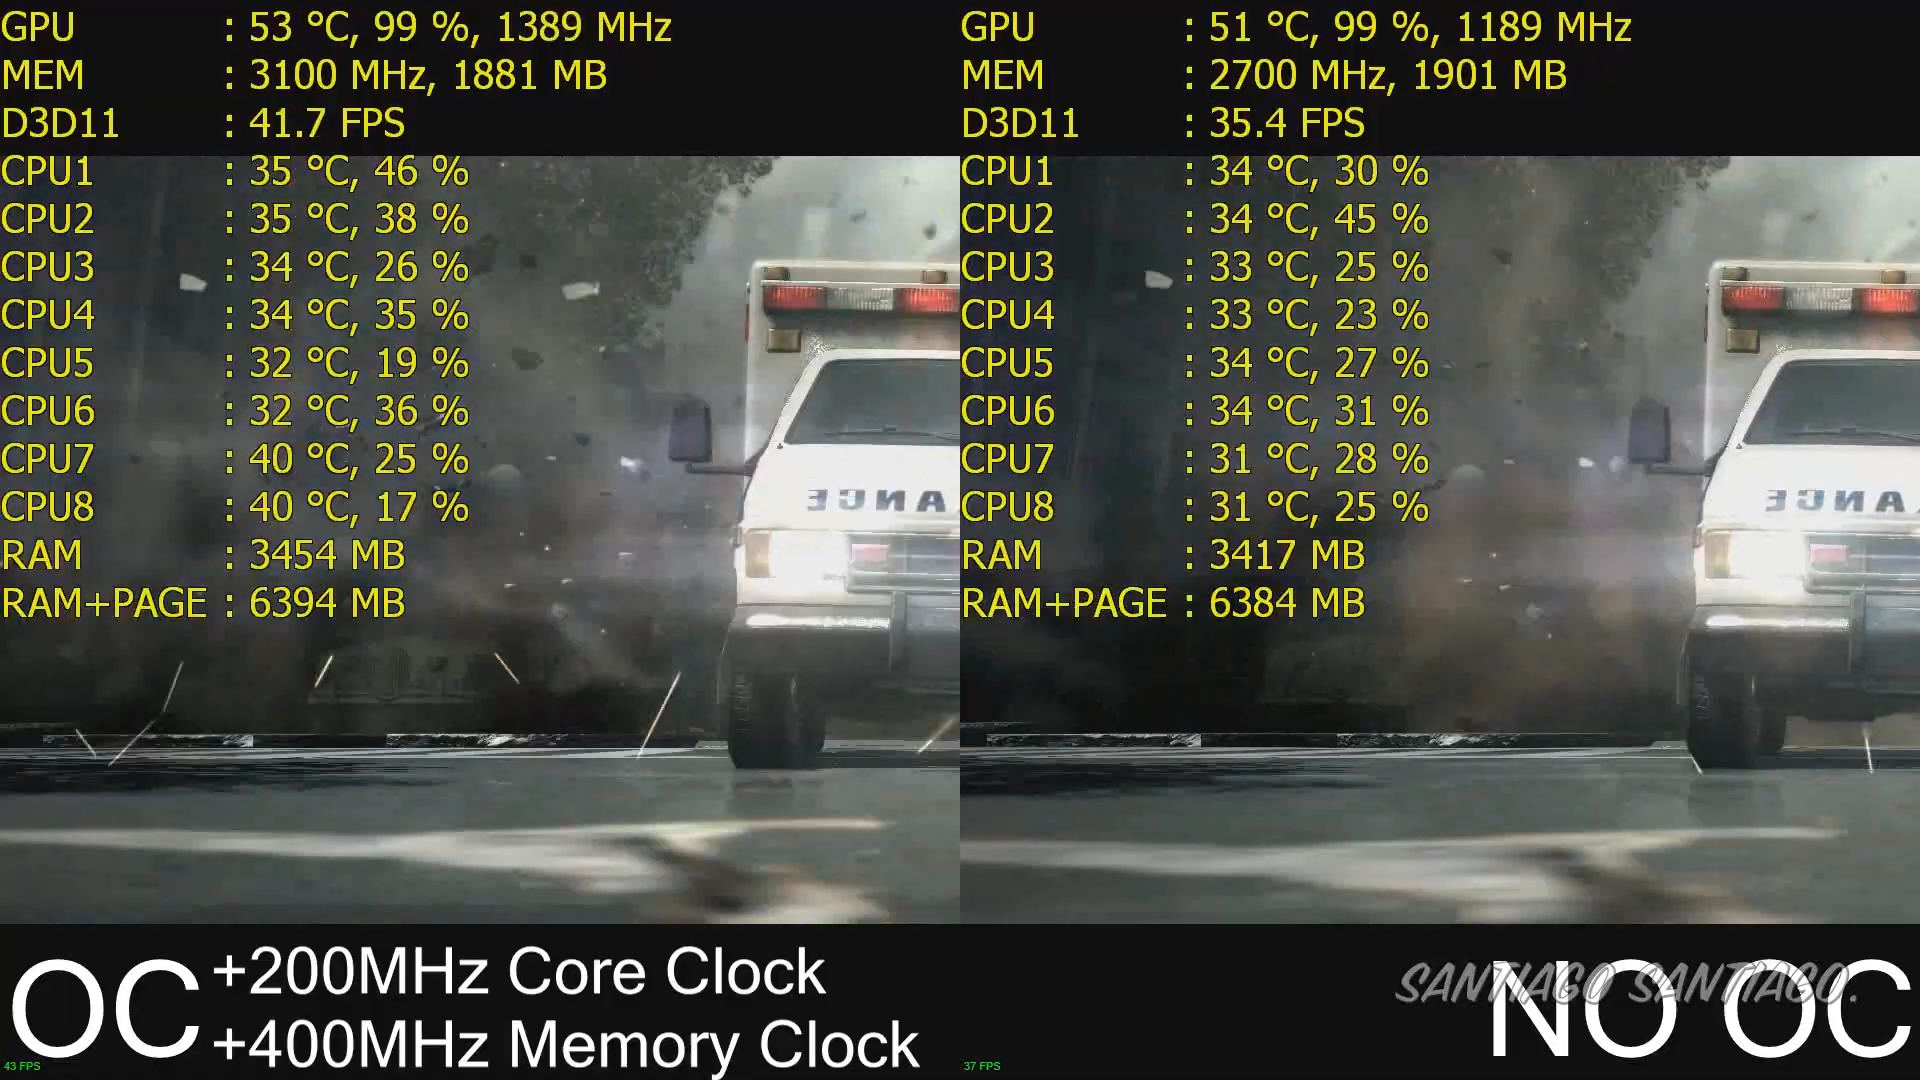 GPU : 53 °C, 99 %, 1389 MHz
MEM : 3100 MHz, 1881 MB
D3D11 : 41.7 FPS
CPU1 : 35 °C, 46 %
CPU2 : 35 °C, 38 %
CPU3 : 34 °C, 26 %
CPU4 : 34 °C, 35 %
CPU5 : 32 °C, 19 %
CPU6 : 32 °C, 36 %
CPU7 : 40 °C, 25 %
CPU8 : 40 °C, 17 %
RAM : 3454 MB
RAM+PAGE : 6394 MB
GPU : 51 °C, 99 %, 1189 MHz
MEM : 2700 MHz, 1901 MB
D3D11 : 35.4 FPS
CPU1 : 34 °C, 30 %
CPU2 : 34 °C, 45 %
CPU3 : 33 °C, 25 %
CPU4 : 33 °C, 23 %
CPU5 : 34 °C, 27 %
CPU6 : 34 °C, 31 %
CPU7 : 31 °C, 28 %
CPU8 : 31 °C, 25 %
RAM : 3417 MB
RAM+PAGE : 6384 MB
OC
+200MHz Core Clock
+400MHz Memory Clock
43 FPS
SANTIAGO SANTIAGO.
NO OC
37 FPS